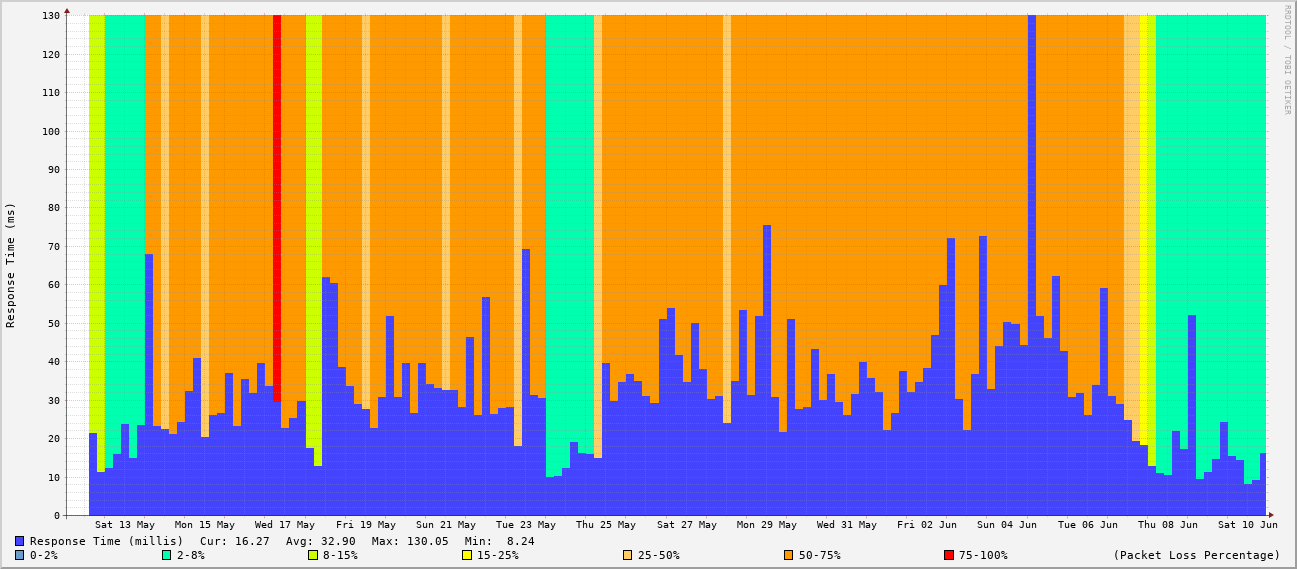 RRDTOOL / TOBI OETIKER
Response Time (ms)
130
120
110
100
90
80
70
60
50
40
30
20
10
0
Sat 13 May Mon 15 May Wed 17 May Fri 19 May Sun 21 May Tue 23 May Thu 25 May Sat 27 May Mon 29 May Wed 31 May Fri 02 Jun Sun 04 Jun Tue 06 Jun Thu 08 Jun Sat 10 Jun
Response Time (millis) Cur: 16.27 Avg: 32.90 Max: 130.05 Min: 8.24
0-2% 2-8% 8-15% 15-25% 25-50% 50-75% 75-100% (Packet Loss Percentage)